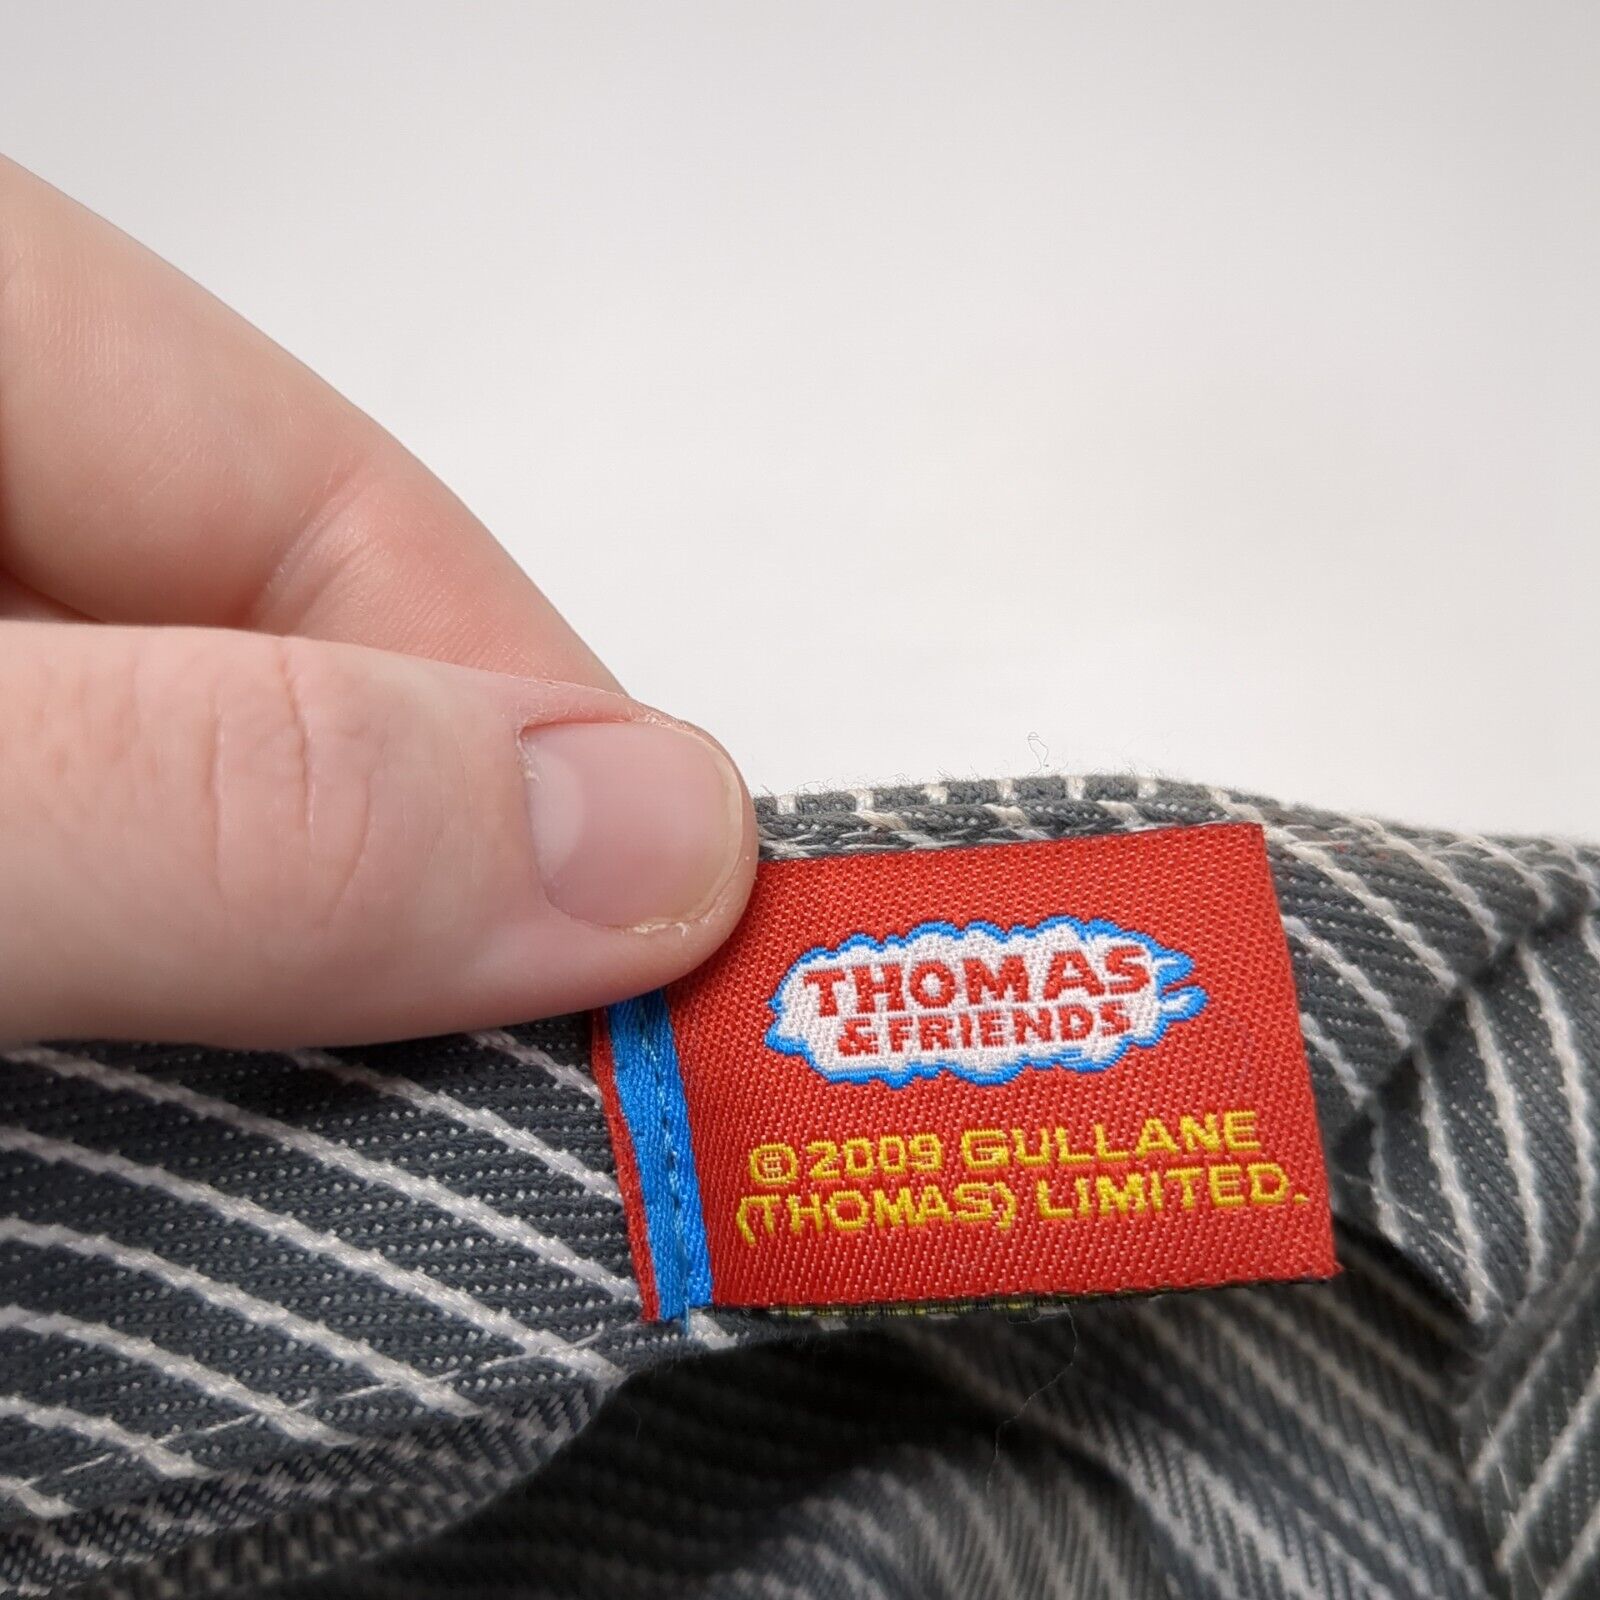 THOMAS
& FRIENDS
©2009 GULLANE
(THOMAS) LIMITED.